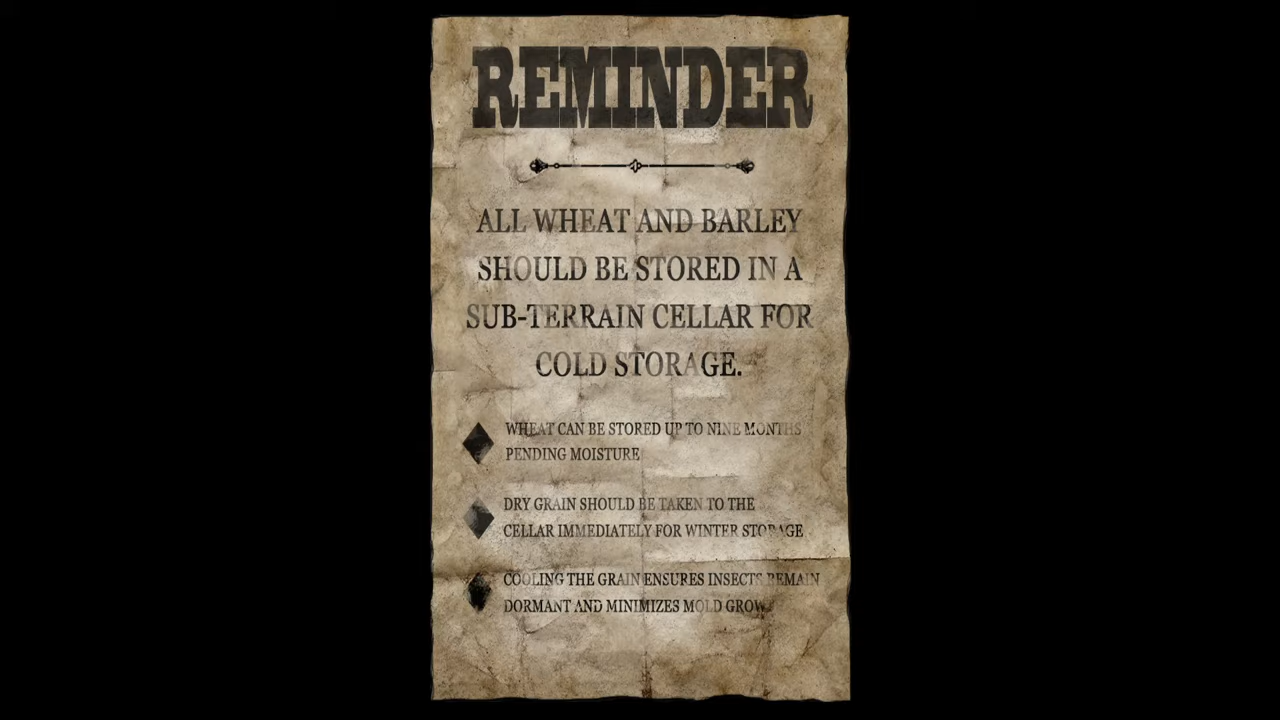 REMINDER
ALL WHEAT AND BARLEY
SHOULD BE STORED IN A
SUB-TERRAIN CELLAR FOR
COLD STORAGE.
WHEAT CAN BE STORED UP TO NINE MONTHS
PENDING MOISTURE
DRY GRAIN SHOULD BE TAKEN TO THE
CELLAR IMMEDIATELY FOR WINTER STORAGE
COOLING THE GRAIN ENSURES INSECTS REMAIN
DORMANT AND MINIMIZES MOLD